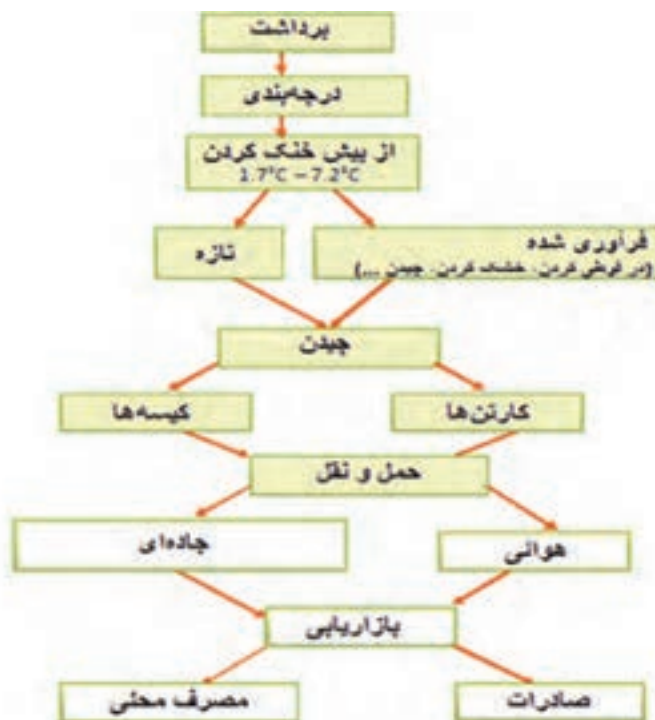 برداشت
درجه‌بندی
از پیش خنک کردن
1.7°C – 7.2°C
فرآوری شده
(در قوطی کردن، خشک کردن، چیدن ...)
تازه
چیدن
کارتن‌ها
کیسه‌ها
حمل و نقل
هوائی
جاده‌ای
بازاریابی
صادرات
مصرف محلی